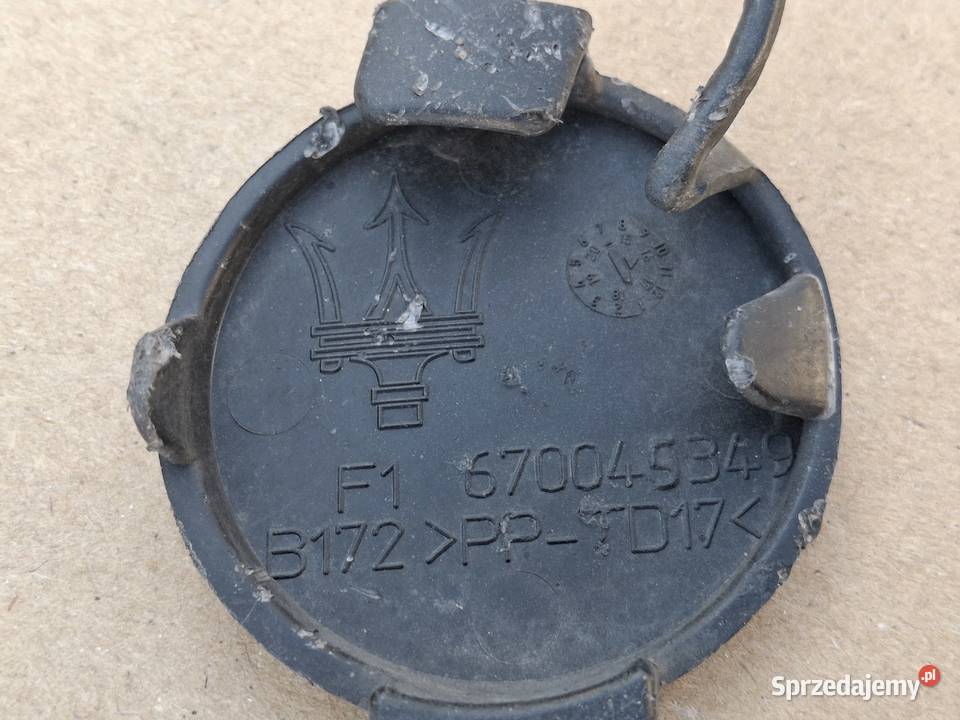 F1 670045349
B172 >PP-TD17<
Sprzedajemy.pl